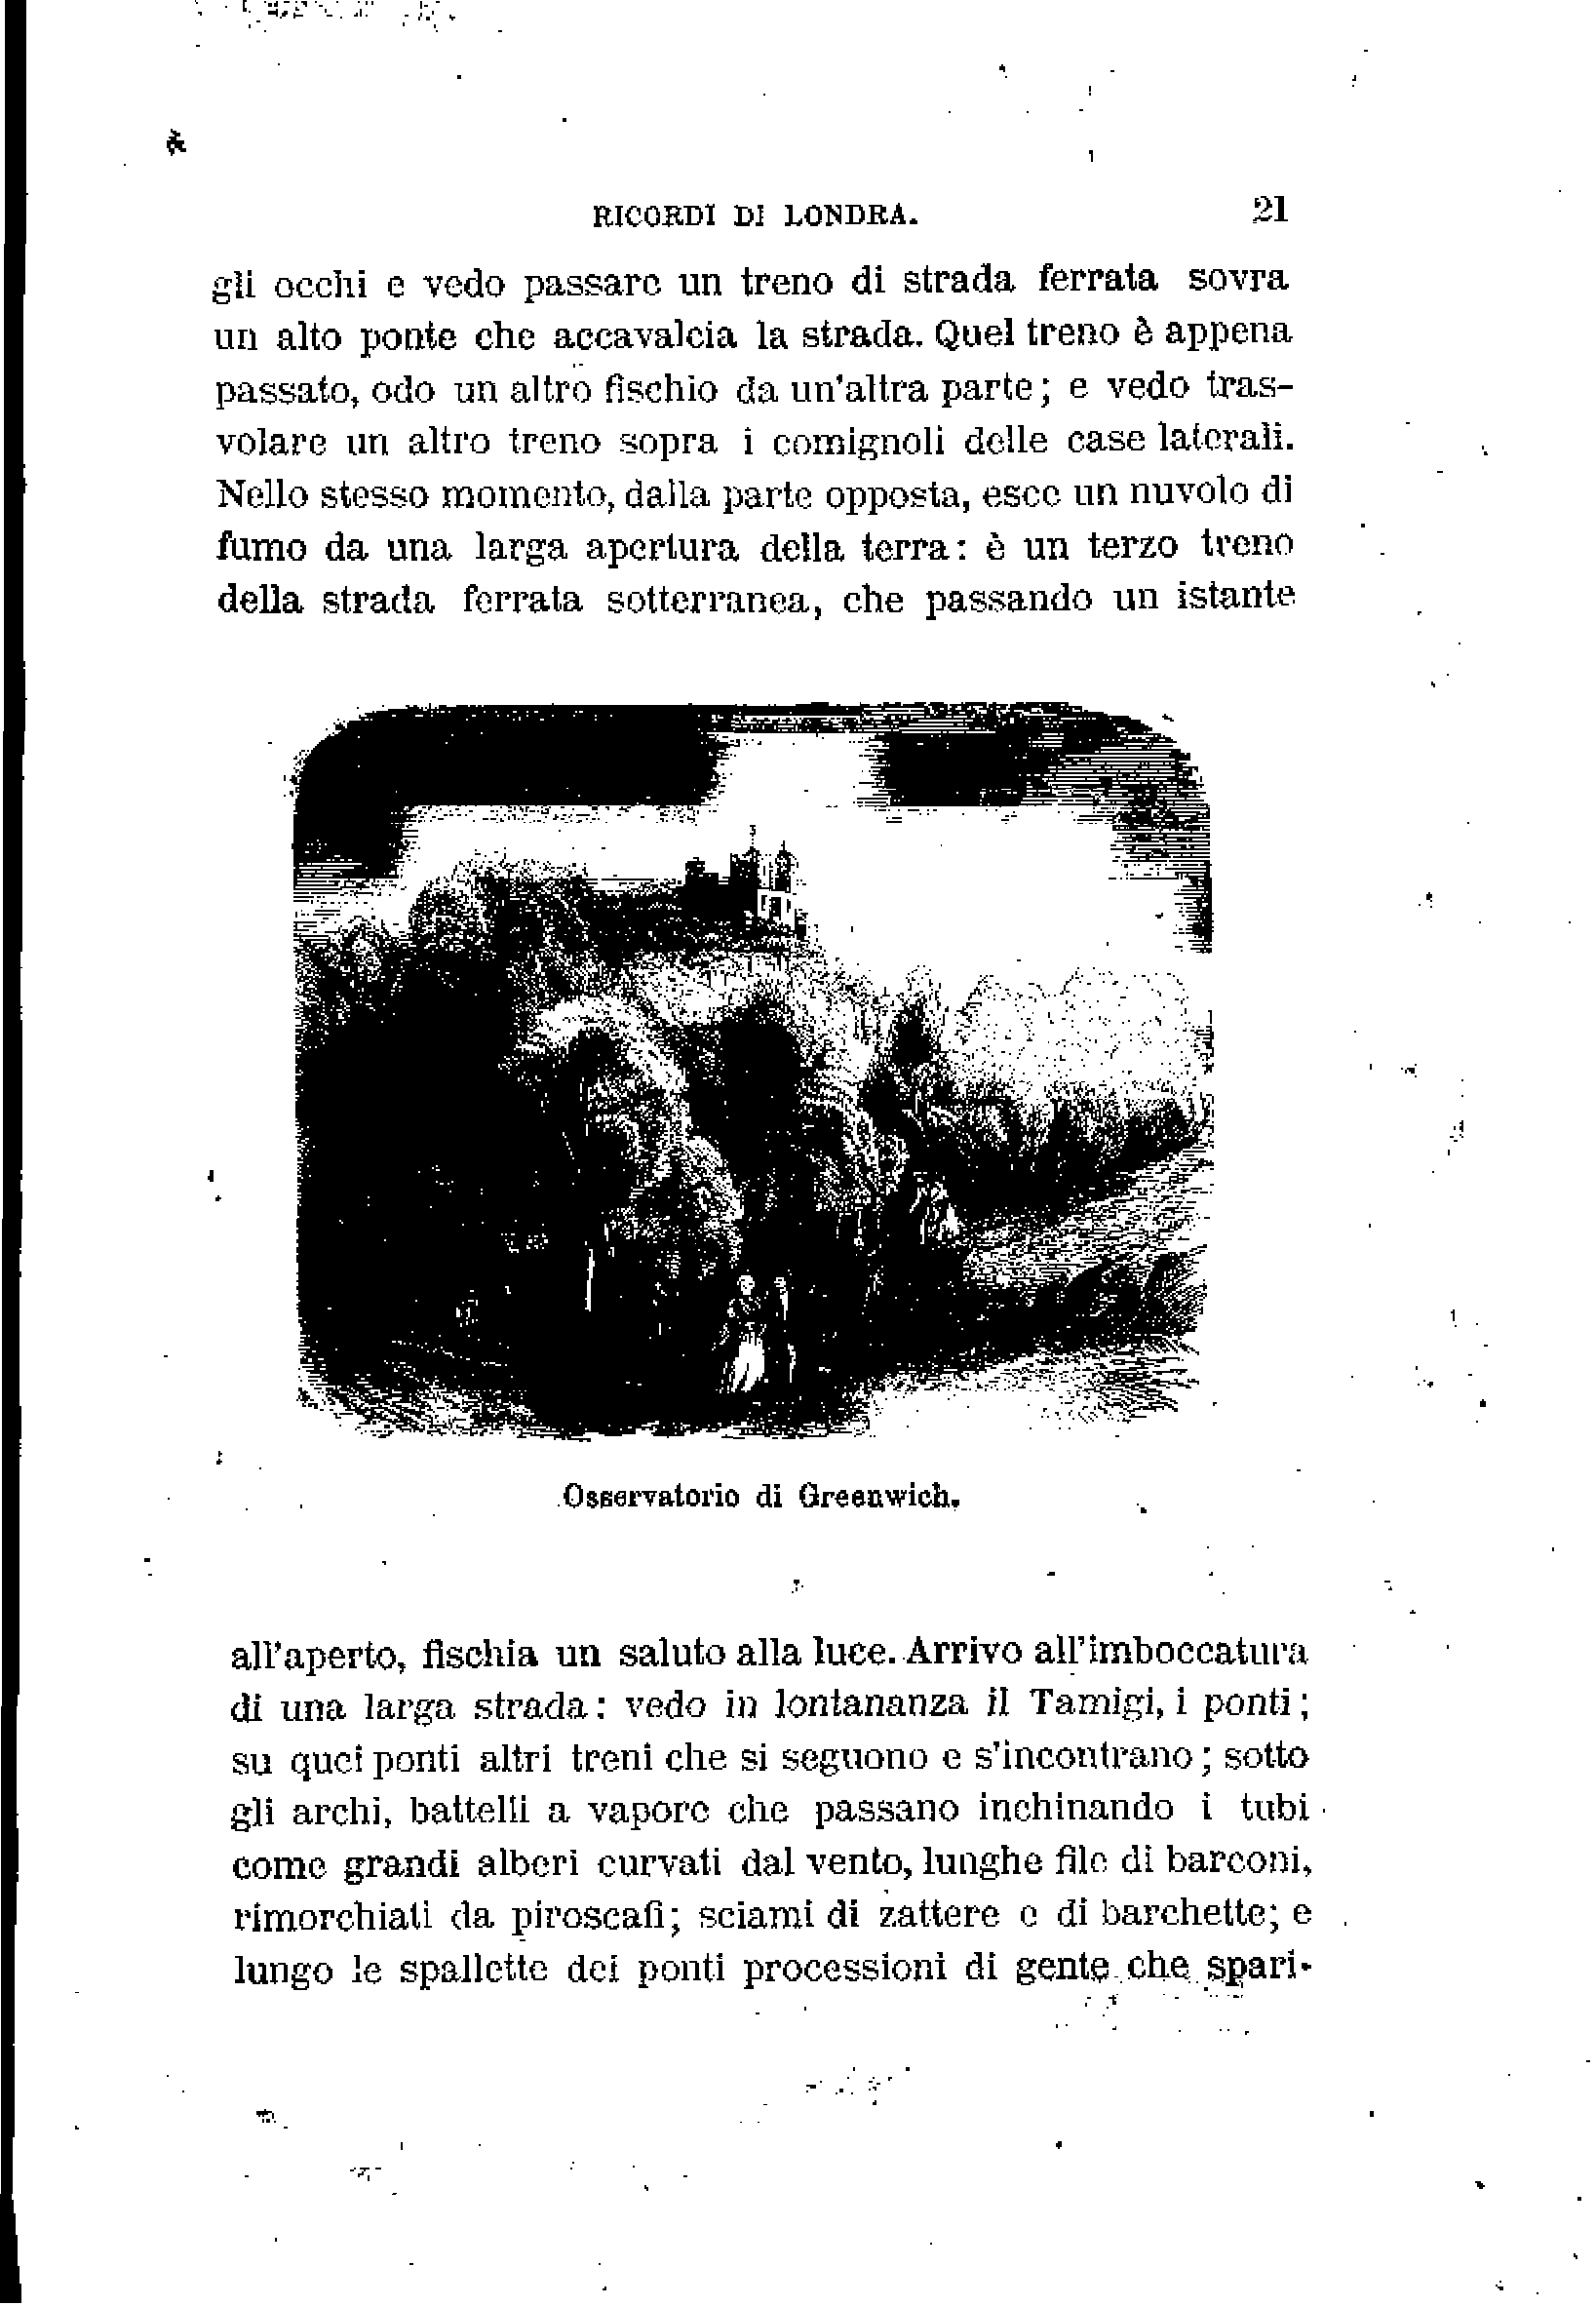 RICORDI DI LONDRA. 21
gli occhi e vedo passare un treno di strada ferrata sovra
un alto ponte che accavalcia la strada. Quel treno è appena
passato, odo un altro fischio da un'altra parte; e vedo tras-
volare un altro treno sopra i comignoli delle case laterali.
Nello stesso momento, dalla parte opposta, esce un nuvolo di
fumo da una larga apertura della terra: è un terzo treno
della strada ferrata sotterranea, che passando un istante
Osservatorio di Greenwich.
all'aperto, fischia un saluto alla luce. Arrivo all'imboccatura
di una larga strada: vedo in lontananza il Tamigi, i ponti;
su quei ponti altri treni che si seguono e s'incontrano; sotto
gli archi, battelli a vapore che passano inchinando i tubi
come grandi alberi curvati dal vento, lunghe file di barconi,
rimorchiati da piroscafi; sciami di zattere e di barchette; e
lungo le spallette dei ponti processioni di gente che spari-